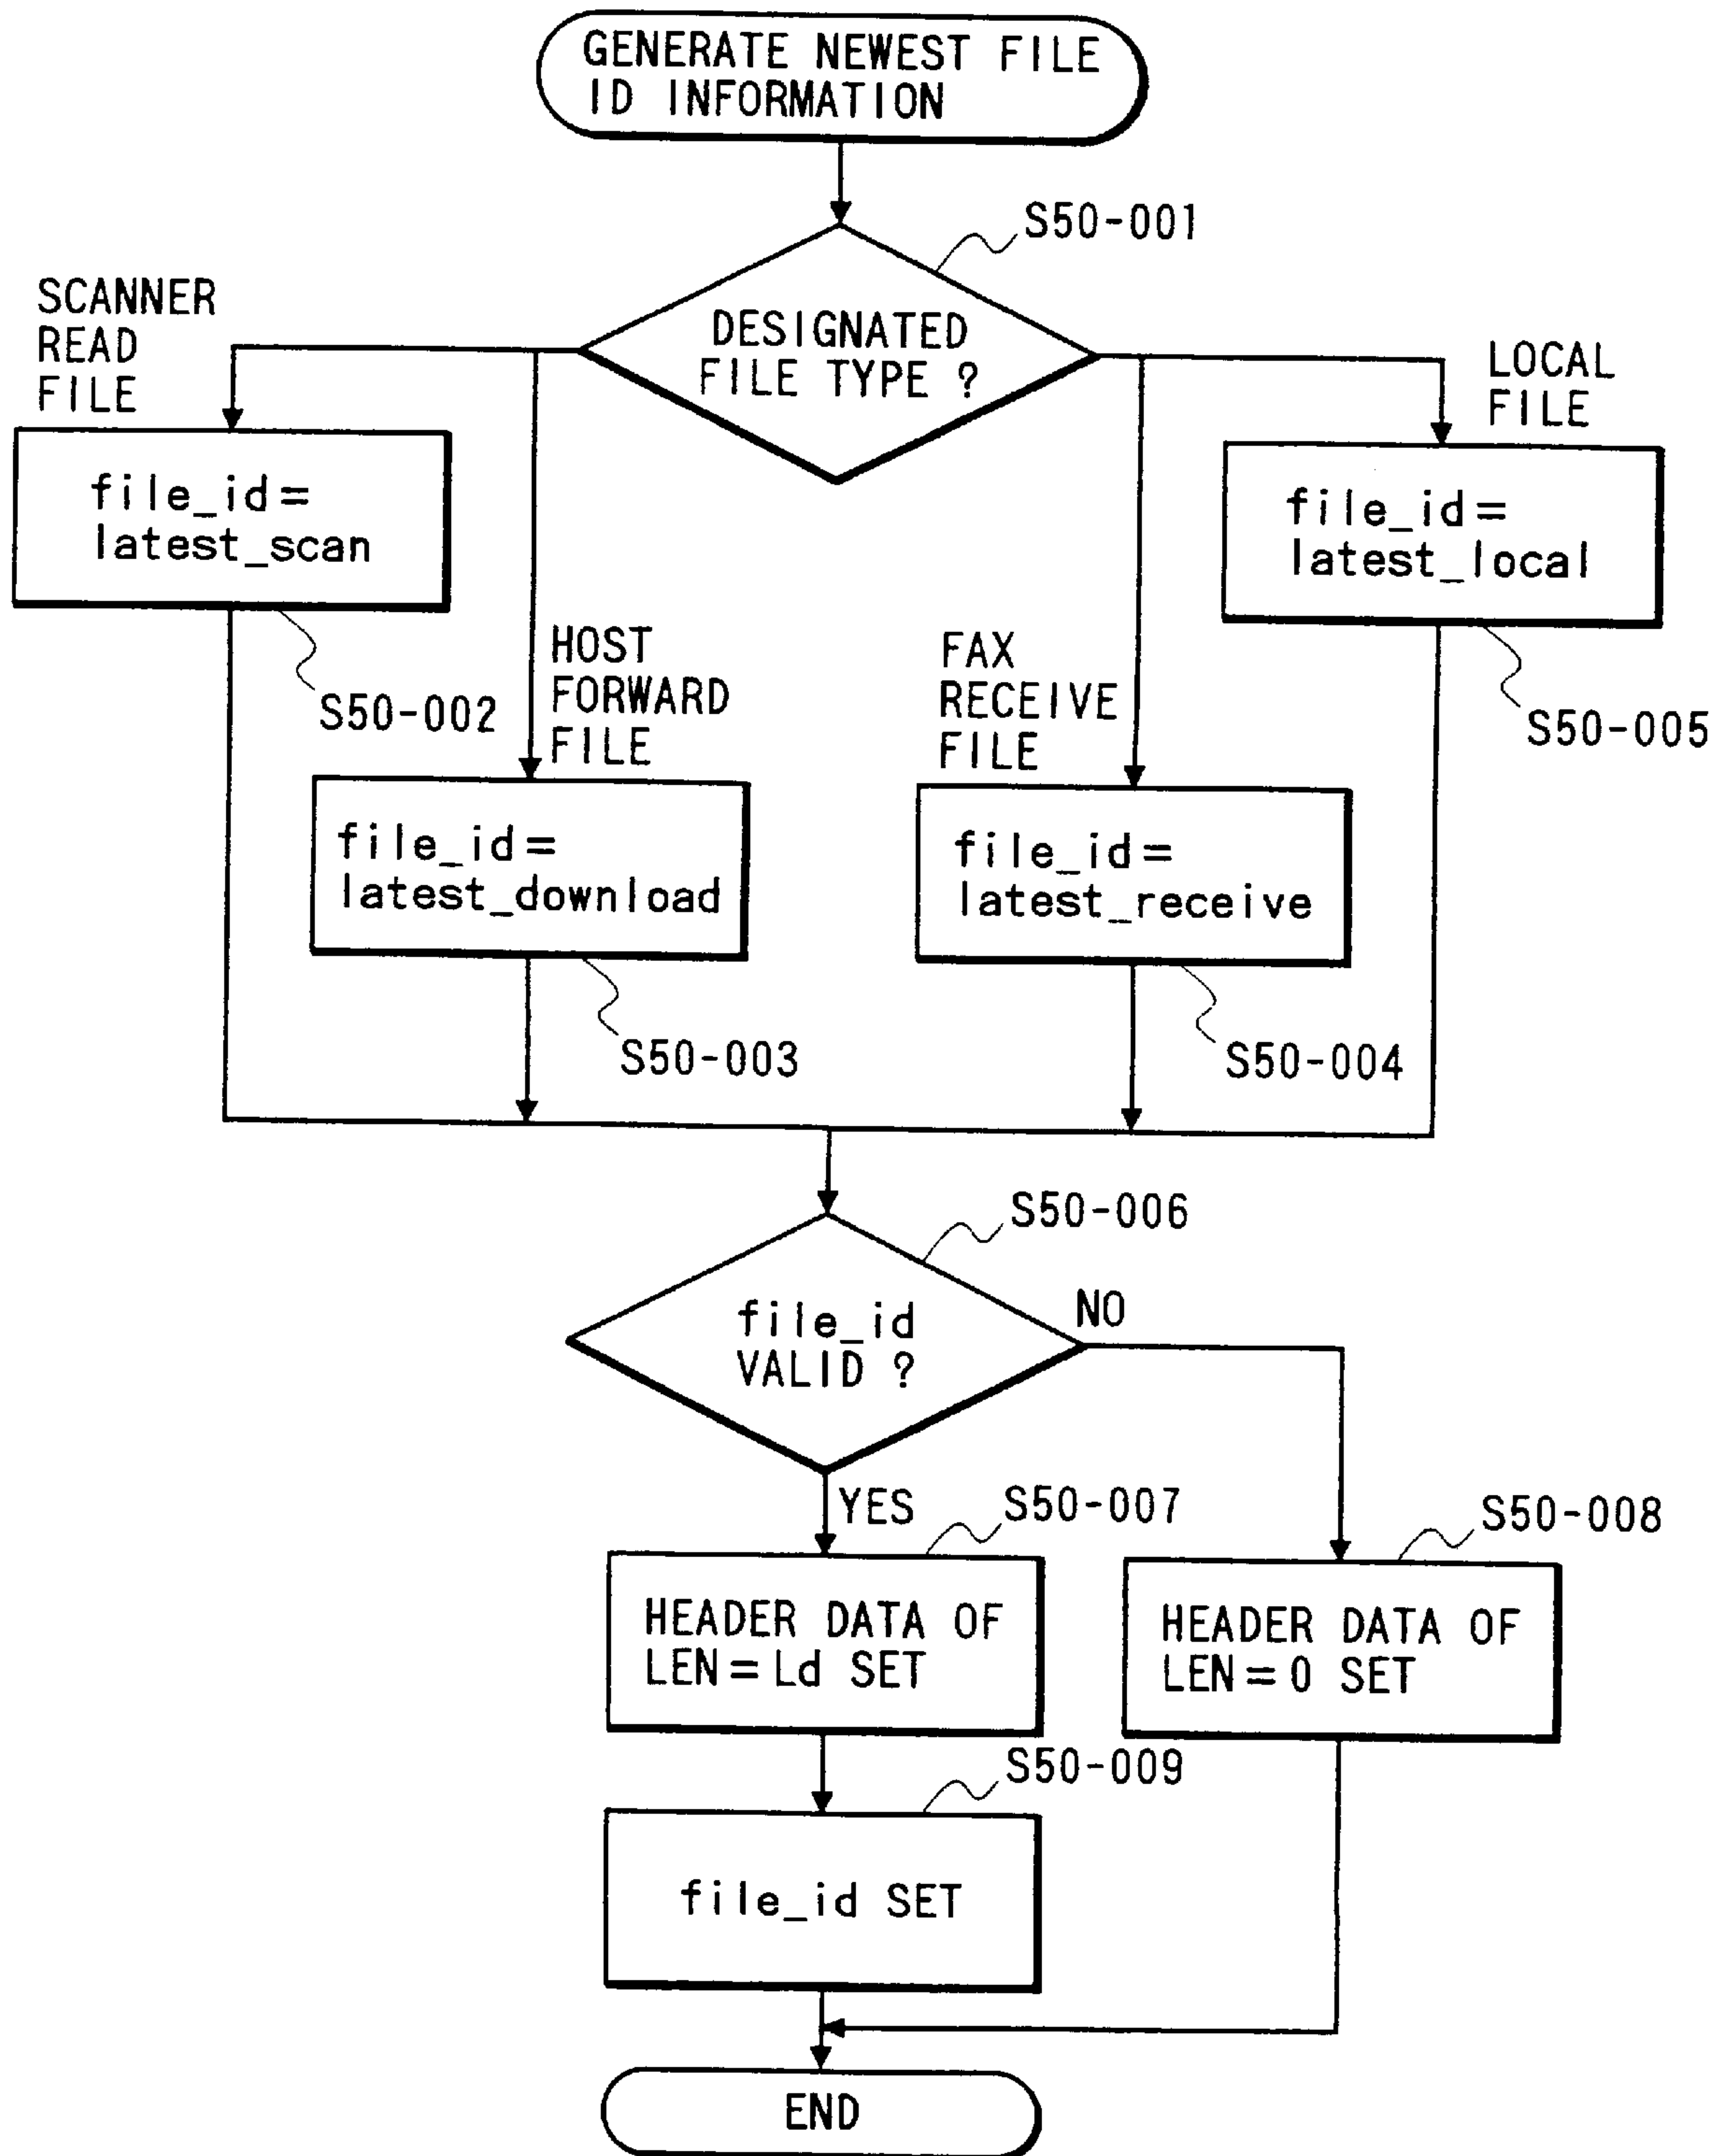 GENERATE NEWEST FILE
ID INFORMATION
S50-001
DESIGNATED
FILE TYPE ?
SCANNER
READ
FILE
LOCAL
FILE
file_id=
latest_scan
S50-002
file_id=
latest_local
S50-005
HOST
FORWARD
FILE
FAX
RECEIVE
FILE
file_id=
latest_download
S50-003
file_id=
latest_receive
S50-004
S50-006
file_id
VALID ?
NO
YES
S50-007
S50-008
HEADER DATA OF
LEN=Ld SET
HEADER DATA OF
LEN=0 SET
S50-009
file_id SET
END